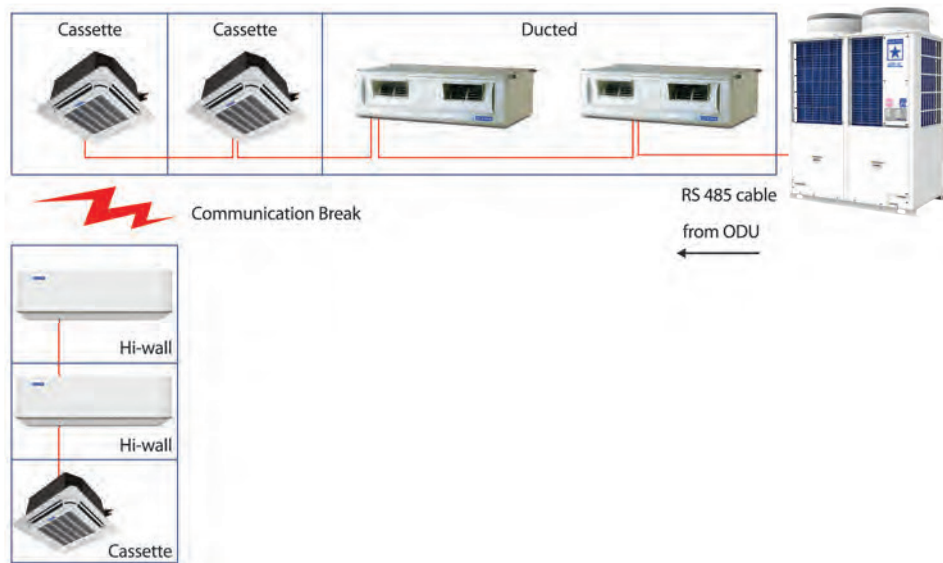 Cassette
Cassette
Ducted
RS 485 cable
Communication Break
from ODU
Hi-wall
Hi-wall
Cassette